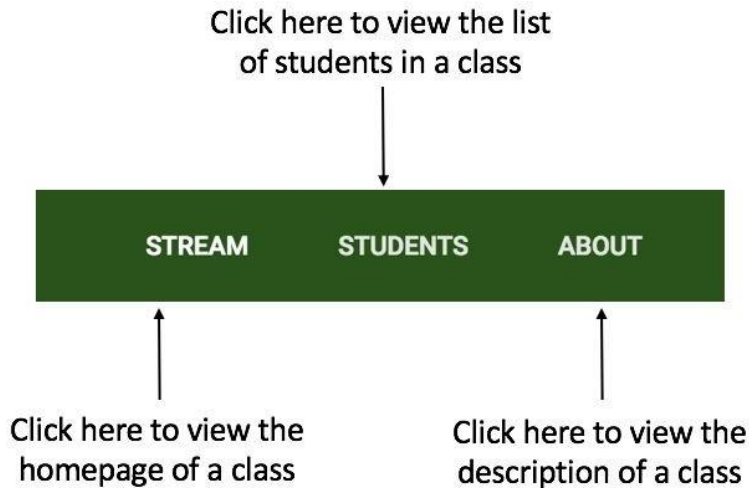 Click here to view the list
of students in a class
STREAM STUDENTS ABOUT
Click here to view the
homepage of a class
Click here to view the
description of a class